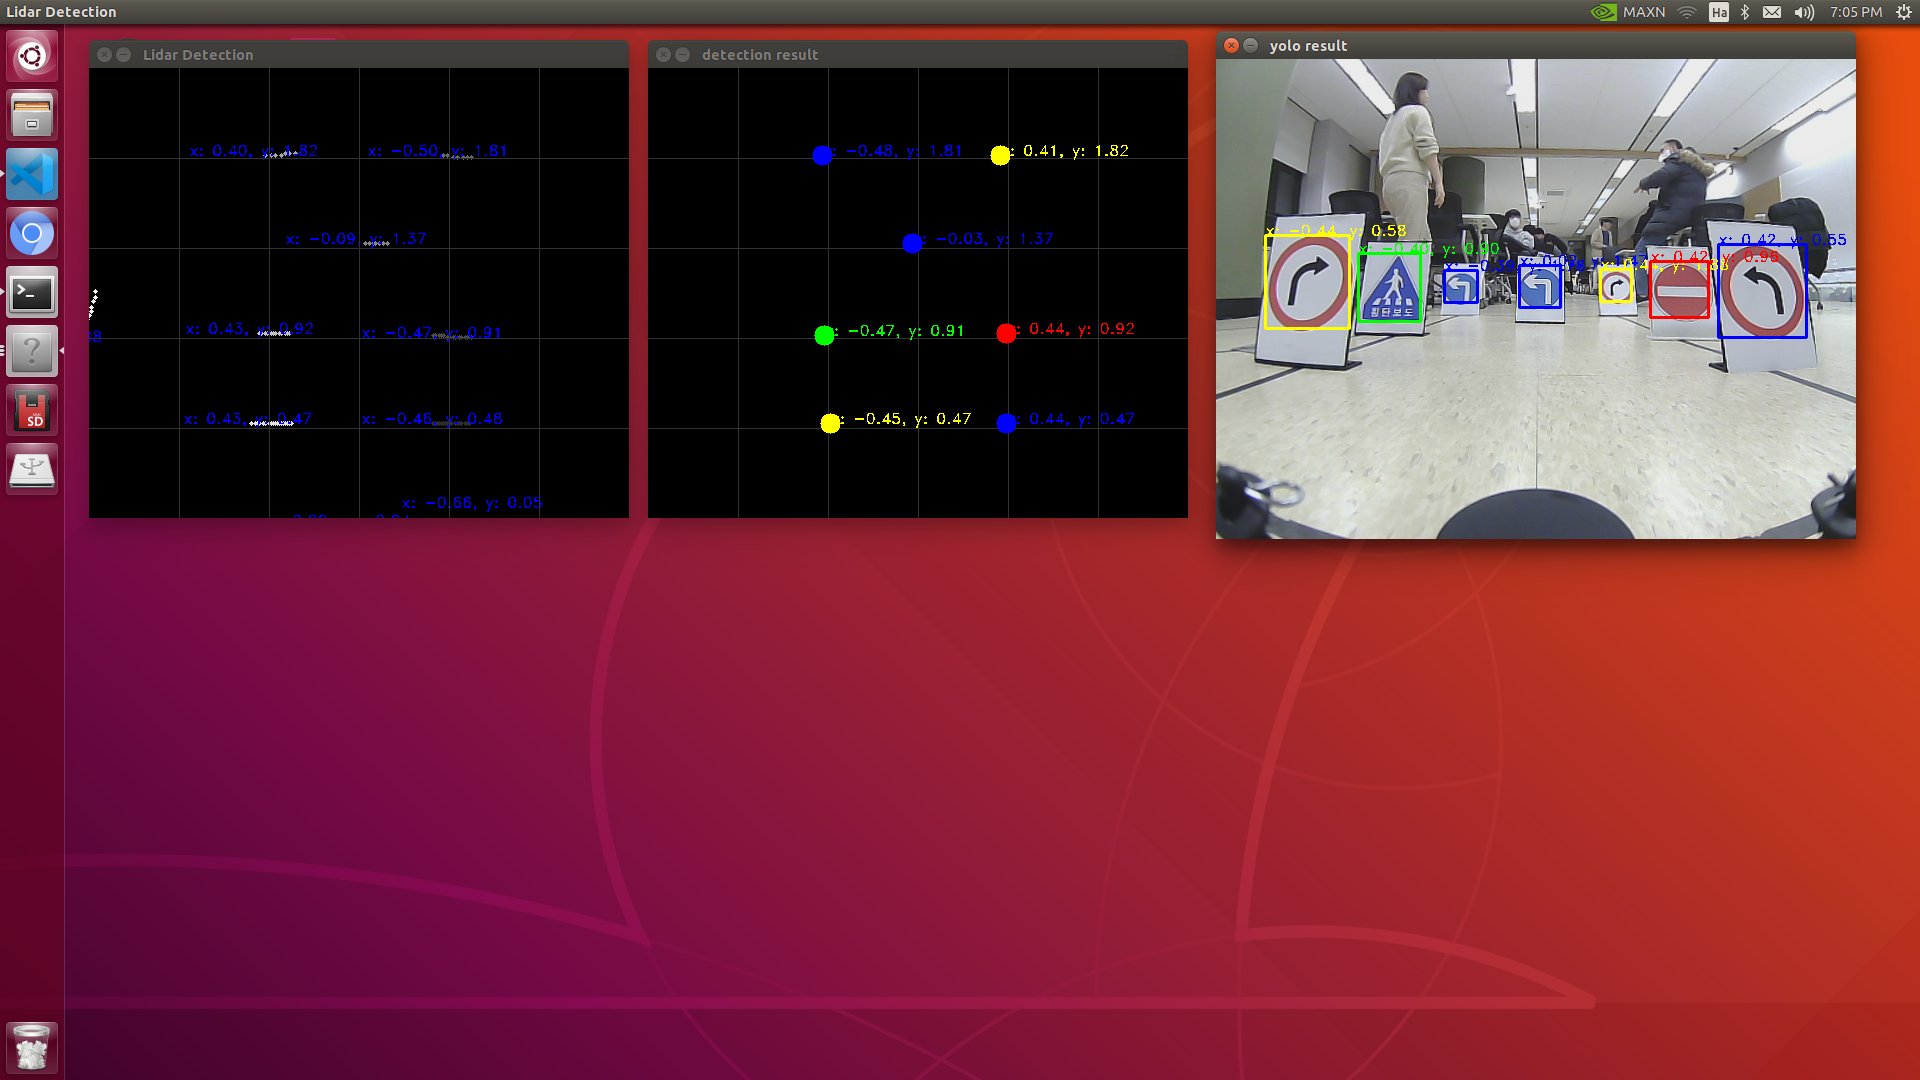 Lidar Detection
MAXN
Ha
7:05 PM
Lidar Detection
x: 0.40, y: 1.82
x: -0.50, y: 1.81
x: -0.09, y: 1.37
x: 0.43, y: 0.92
x: -0.47, y: 0.91
x: 0.43, y: 0.47
x: -0.46, y: 0.48
x: -0.66, y: 0.05
detection result
: -0.48, y: 1.81
: 0.41, y: 1.82
: -0.03, y: 1.37
: -0.47, y: 0.91
: 0.44, y: 0.92
: -0.45, y: 0.47
: 0.44, y: 0.47
yolo result
x: -0.44, y: 0.58
x: -0.40, y: 0.90
x: 0.42, y: 0.55
x: 0.42, y: 0.96
횡단보도
SD